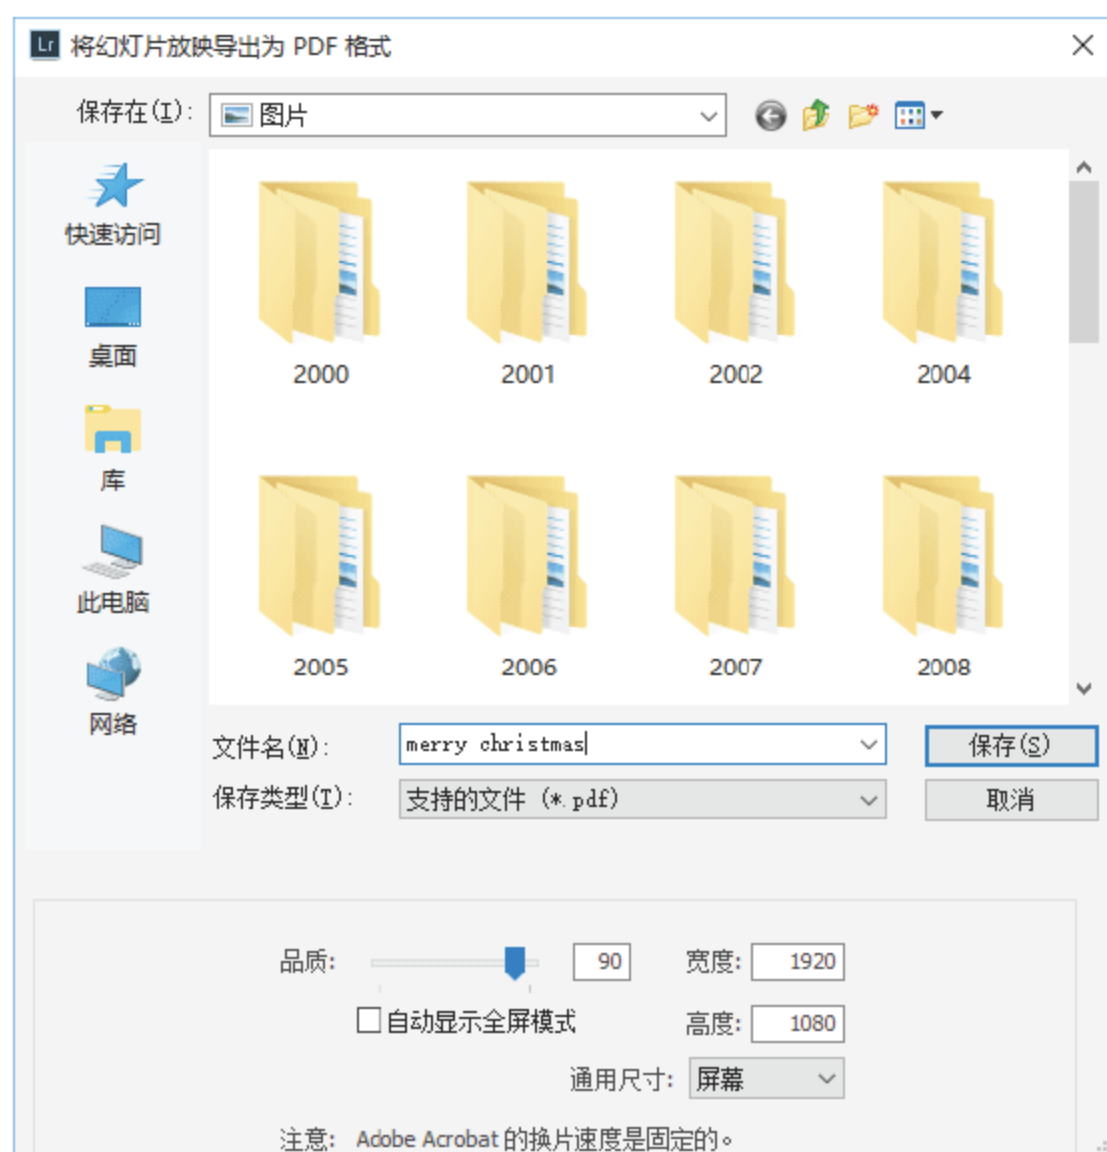 Lr 将幻灯片放映导出为 PDF 格式
保存在(I): 图片
快速访问
桌面
库
此电脑
网络
2000 2001 2002 2004
2005 2006 2007 2008
文件名(N): merry christmas 保存(S)
保存类型(T): 支持的文件 (*.pdf) 取消
品质: 90 宽度: 1920
自动显示全屏模式 高度: 1080
通用尺寸: 屏幕
注意: Adobe Acrobat 的换片速度是固定的。